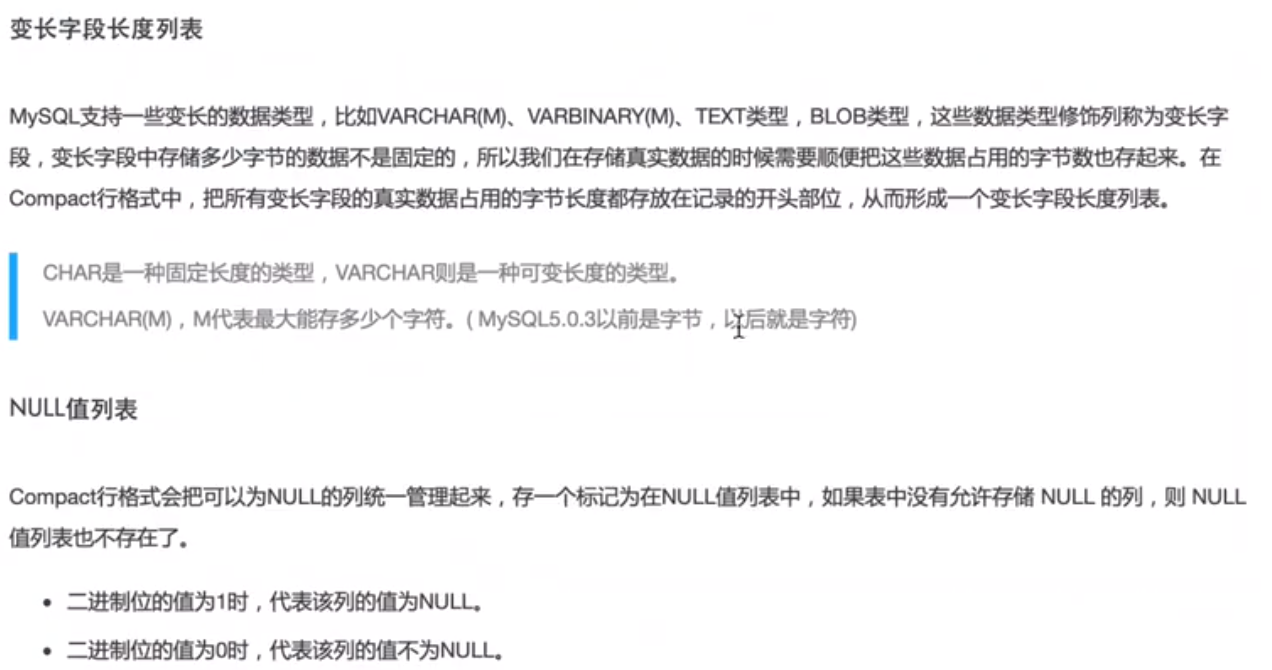 变长字段长度列表
MySQL支持一些变长的数据类型，比如VARCHAR(M)、VARBINARY(M)、TEXT类型，BLOB类型，这些数据类型修饰列称为变长字
段，变长字段中存储多少字节的数据不是固定的，所以我们在存储真实数据的时候需要顺便把这些数据占用的字节数也存起来。在
Compact行格式中，把所有变长字段的真实数据占用的字节长度都存放在记录的开头部位，从而形成一个变长字段长度列表。
CHAR是一种固定长度的类型，VARCHAR则是一种可变长度的类型。
VARCHAR(M)，M代表最大能存多少个字符。( MySQL5.0.3以前是字节，以后就是字符)
NULL值列表
Compact行格式会把可以为NULL的列统一管理起来，存一个标记为在NULL值列表中，如果表中没有允许存储 NULL 的列，则 NULL
值列表也不存在了。
• 二进制位的值为1时，代表该列的值为NULL。
• 二进制位的值为0时，代表该列的值不为NULL。